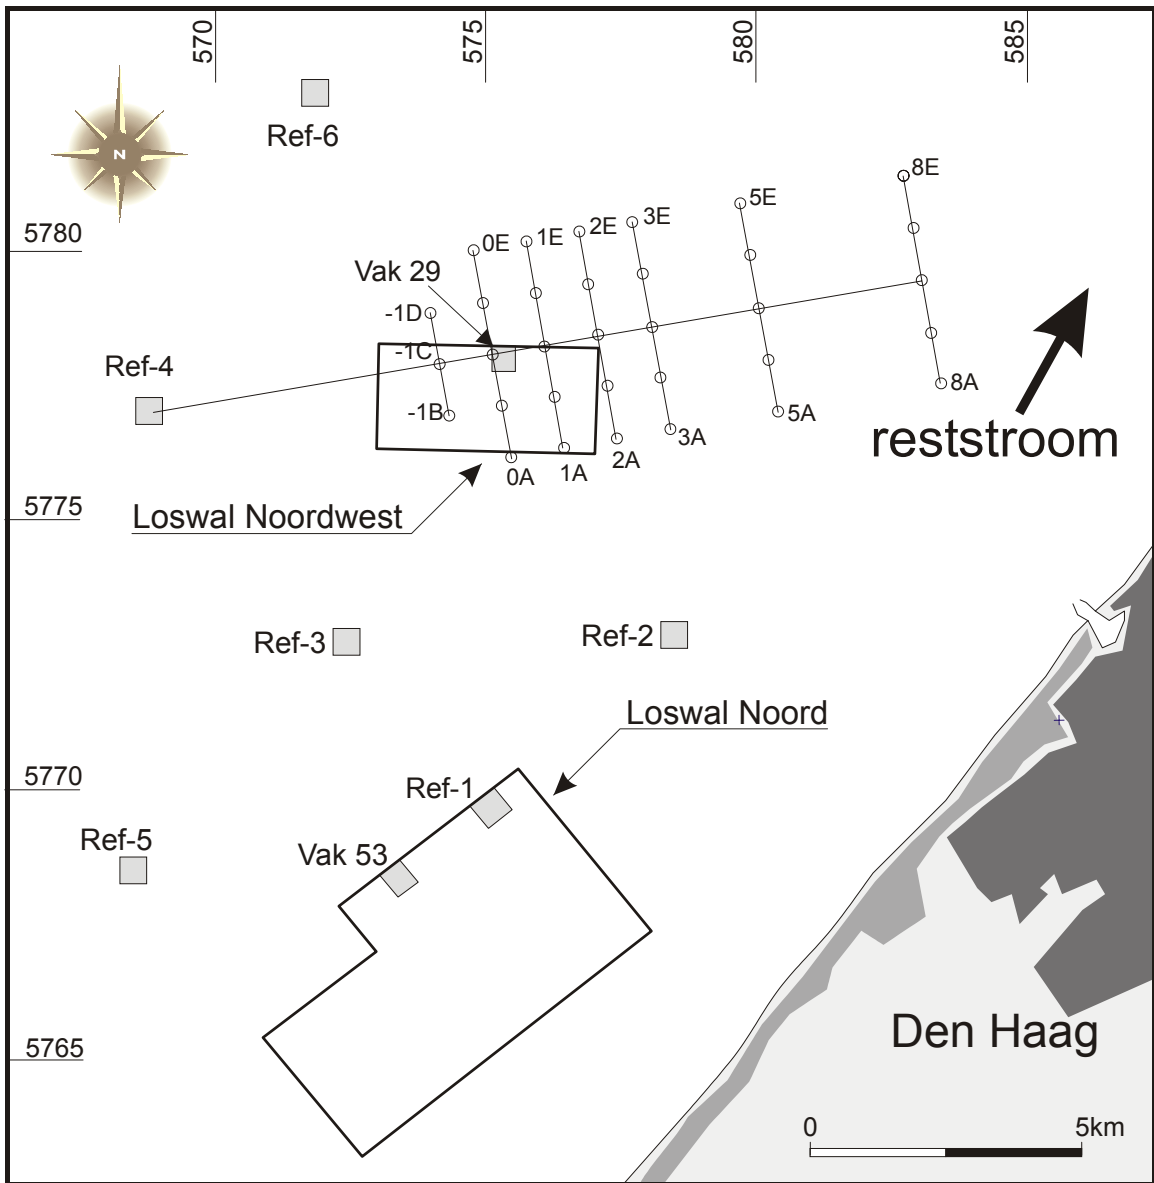 570
575
580
585
N
Ref-6
8E
5E
3E
2E
1E
0E
5780
Vak 29
-1D
-1C
Ref-4
8A
-1B
5A
3A
2A
1A
0A
reststroom
5775
Loswal Noordwest
Ref-3
Ref-2
Loswal Noord
5770
Ref-1
Ref-5
Vak 53
Den Haag
5765
0
5km